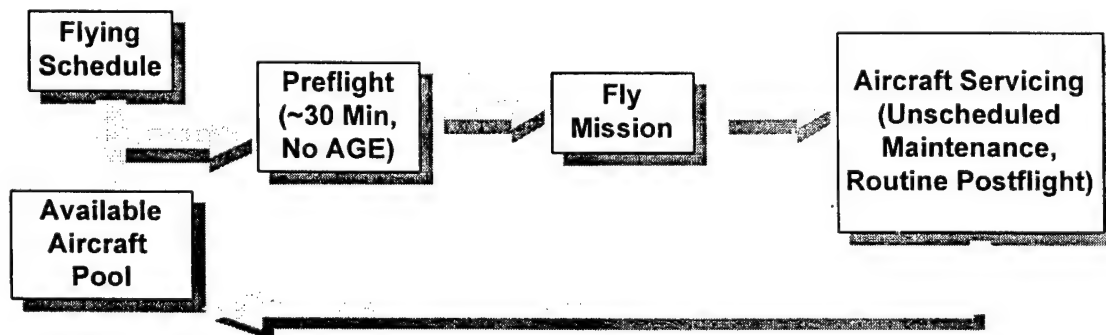 Flying
Schedule
Preflight
(~30 Min,
No AGE)
Fly
Mission
Aircraft Servicing
(Unscheduled
Maintenance,
Routine Postflight)
Available
Aircraft
Pool